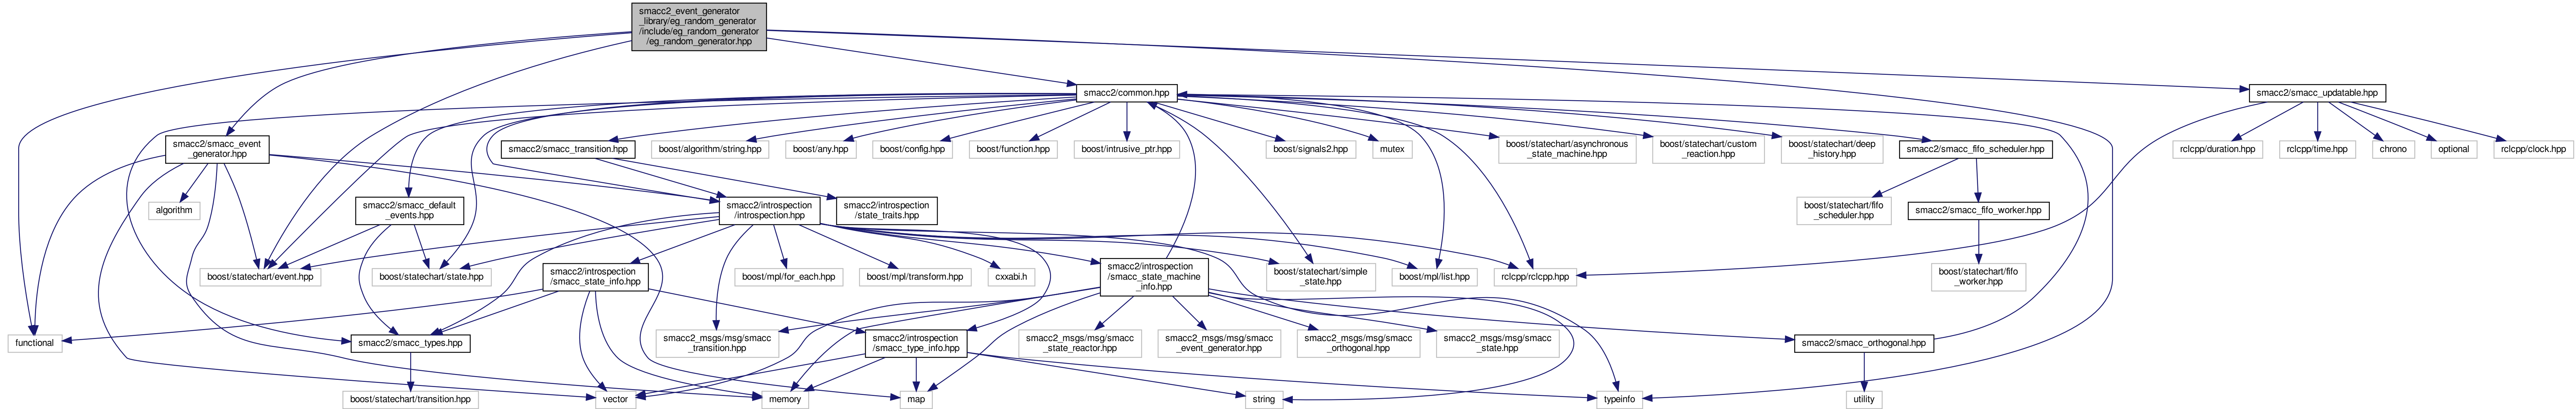 smacc2_event_generator
_library/eg_random_generator
/include/eg_random_generator
/eg_random_generator.hpp
smacc2/common.hpp
smacc2/smacc_updatable.hpp
smacc2/smacc_event
_generator.hpp
smacc2/smacc_transition.hpp
boost/algorithm/string.hpp
boost/any.hpp
boost/config.hpp
boost/function.hpp
boost/intrusive_ptr.hpp
boost/signals2.hpp
mutex
boost/statechart/asynchronous
_state_machine.hpp
boost/statechart/custom
_reaction.hpp
boost/statechart/deep
_history.hpp
smacc2/smacc_fifo_scheduler.hpp
rclcpp/duration.hpp
rclcpp/time.hpp
chrono
optional
rclcpp/clock.hpp
algorithm
smacc2/smacc_default
_events.hpp
smacc2/introspection
/introspection.hpp
smacc2/introspection
/state_traits.hpp
boost/statechart/fifo
_scheduler.hpp
smacc2/smacc_fifo_worker.hpp
boost/statechart/event.hpp
boost/statechart/state.hpp
smacc2/introspection
/smacc_state_info.hpp
boost/mpl/for_each.hpp
boost/mpl/transform.hpp
cxxabi.h
smacc2/introspection
/smacc_state_machine
_info.hpp
boost/statechart/simple
_state.hpp
boost/mpl/list.hpp
rclcpp/rclcpp.hpp
boost/statechart/fifo
_worker.hpp
functional
smacc2/smacc_types.hpp
smacc2_msgs/msg/smacc
_transition.hpp
smacc2/introspection
/smacc_type_info.hpp
smacc2_msgs/msg/smacc
_state_reactor.hpp
smacc2_msgs/msg/smacc
_event_generator.hpp
smacc2_msgs/msg/smacc
_orthogonal.hpp
smacc2_msgs/msg/smacc
_state.hpp
smacc2/smacc_orthogonal.hpp
boost/statechart/transition.hpp
vector
memory
map
string
typeinfo
utility